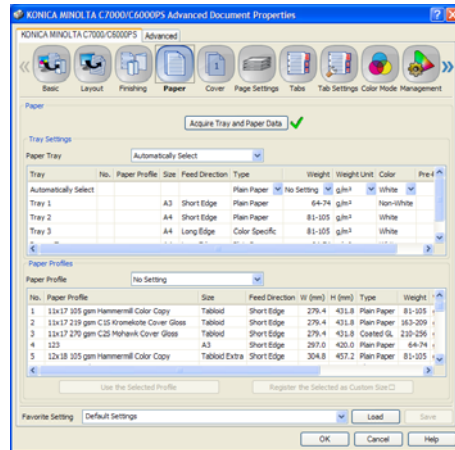 KONICA MINOLTA C7000/C6000PS Advanced Document Properties
KONICA MINOLTA C7000/C6000PS Advanced
Basic Layout Finishing Paper Cover Page Settings Tabs Tab Settings Color Mode Management
Paper
Acquire Tray and Paper Data
Tray Settings
Paper Tray Automatically Select
Tray No. Paper Profile Size Feed Direction Type Weight Weight Unit Color Pre-
Automatically Select Plain Paper No Setting g/m² White
Tray 1 A3 Short Edge Plain Paper 64-74 g/m² Non-White
Tray 2 A4 Short Edge Plain Paper 81-105 g/m² White
Tray 3 A4 Long Edge Color Specific 81-105 g/m² White
Paper Profiles
Paper Profile No Setting
No. Paper Profile Size Feed Direction W (mm) H (mm) Type Weight
1 11x17 105 gsm Hammermill Color Copy Tabloid Short Edge 279.4 431.8 Plain Paper 81-105
2 11x17 219 gsm C1S Kromekote Cover Gloss Tabloid Short Edge 279.4 431.8 Plain Paper 163-209
3 11x17 270 gsm C2S Mohawk Cover Gloss Tabloid Short Edge 279.4 431.8 Coated GL 210-256
4 123 A3 Short Edge 297.0 420.0 Plain Paper 64-74
5 12x18 105 gsm Hammermill Color Copy Tabloid Extra Short Edge 304.8 457.2 Plain Paper 81-105
Use the Selected Profile Register the Selected as Custom Size
Favorite Setting Default Settings Load Save
OK Cancel Help